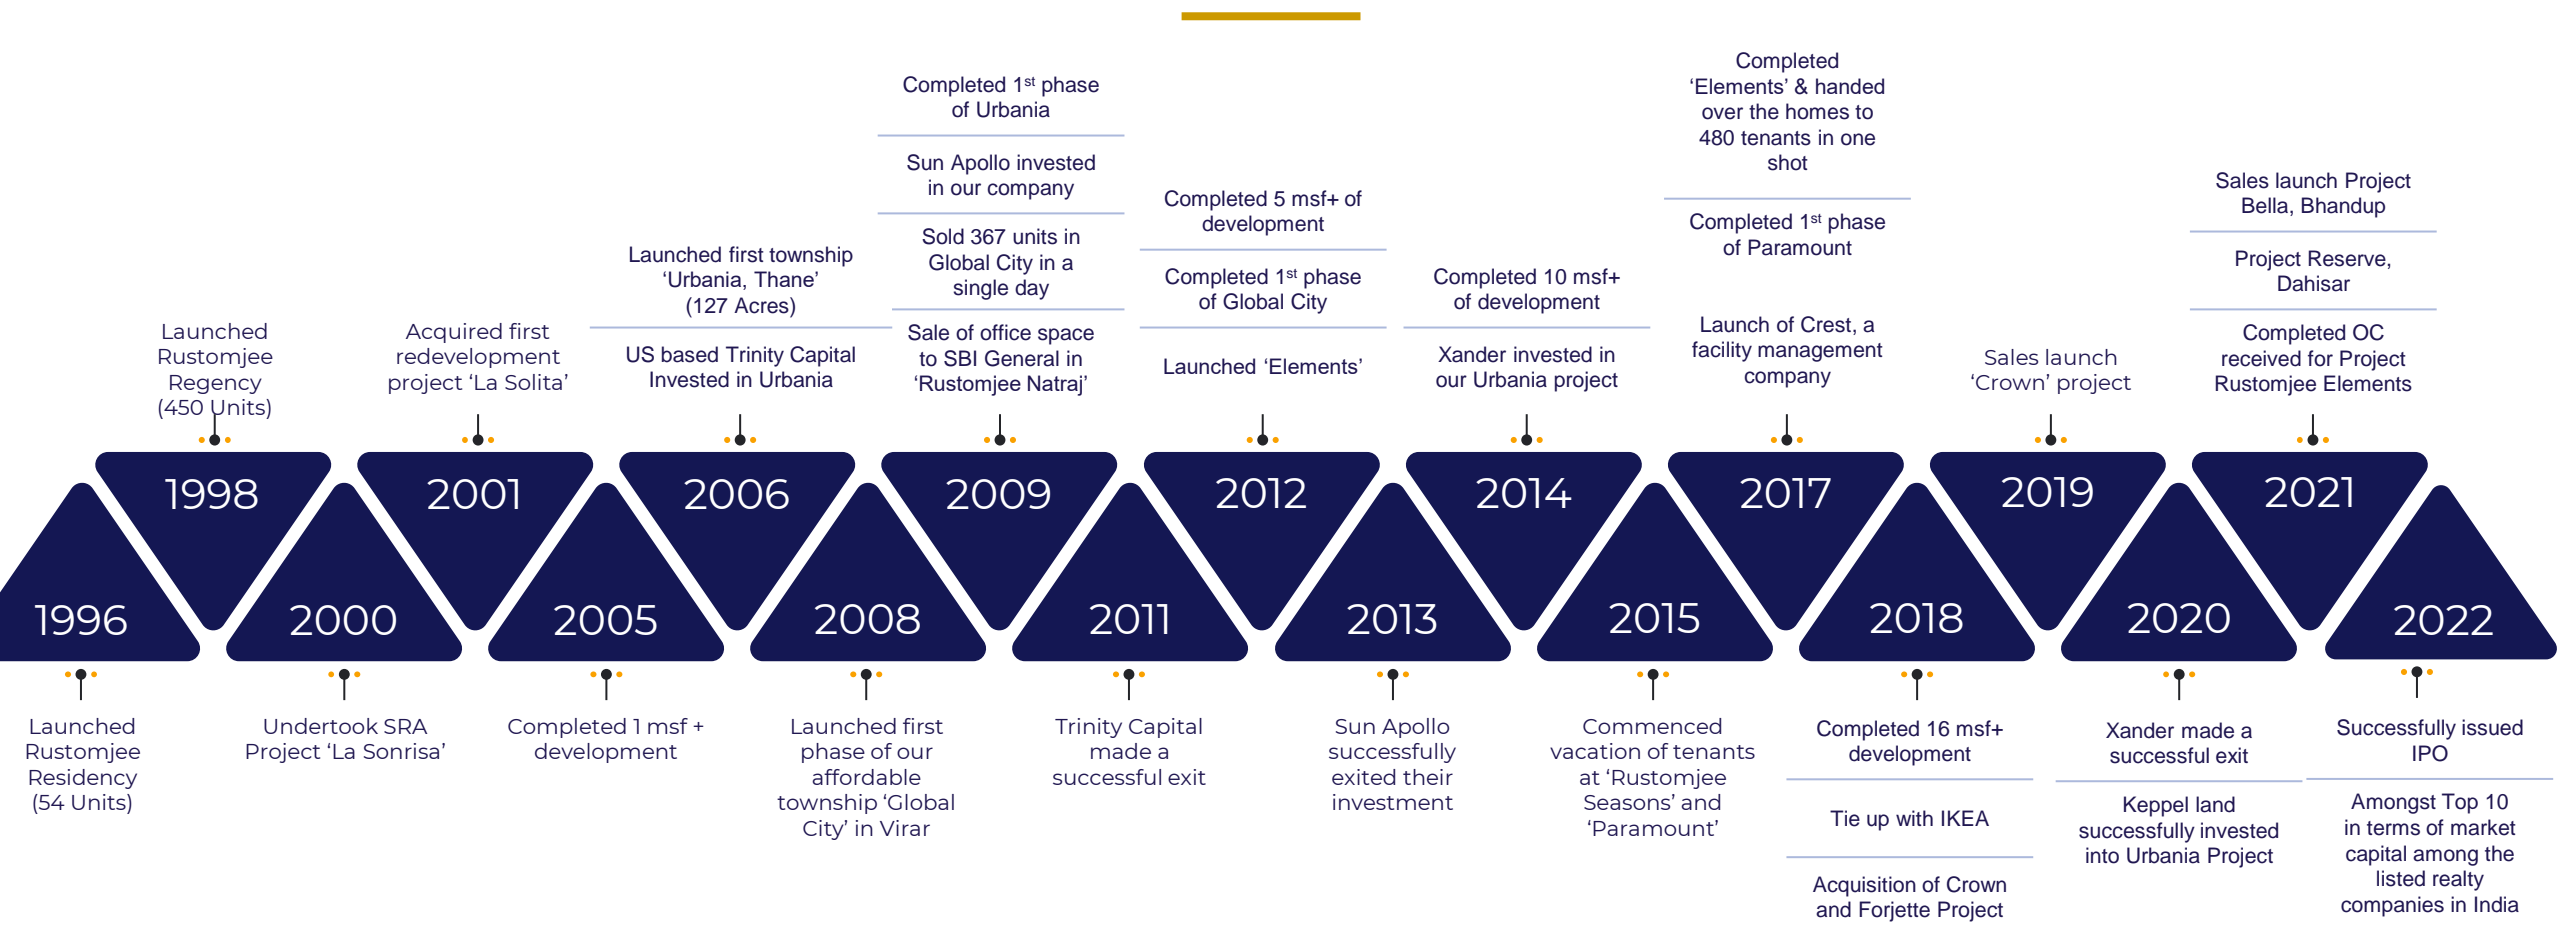 Launched
Rustomjee
Residency
(54 Units)
1996
Launched
Rustomjee
Regency
(450 Units)
1998
2000
Undertook SRA
Project ‘La Sonrisa’
Acquired first
redevelopment
project ‘La Solita’
2001
2005
Completed 1 msf +
development
Launched first township
‘Urbania, Thane’
(127 Acres)
US based Trinity Capital
Invested in Urbania
2006
2008
Launched first
phase of our
affordable
township ‘Global
City’ in Virar
Completed 1st phase
of Urbania
Sun Apollo invested
in our company
Sold 367 units in
Global City in a
single day
Sale of office space
to SBI General in
‘Rustomjee Natraj’
2009
2011
Trinity Capital
made a
successful exit
Completed 5 msf+ of
development
Completed 1st phase
of Global City
Launched ‘Elements’
2012
2013
Sun Apollo
successfully
exited their
investment
Completed 10 msf+
of development
Xander invested in
our Urbania project
2014
2015
Commenced
vacation of tenants
at ‘Rustomjee
Seasons’ and
‘Paramount’
Completed
‘Elements’ & handed
over the homes to
480 tenants in one
shot
Completed 1st phase
of Paramount
Launch of Crest, a
facility management
company
2017
2018
Completed 16 msf+
development
Tie up with IKEA
Acquisition of Crown
and Forjette Project
Sales launch
‘Crown’ project
2019
2020
Xander made a
successful exit
Keppel land
successfully invested
into Urbania Project
Sales launch Project
Bella, Bhandup
Project Reserve,
Dahisar
Completed OC
received for Project
Rustomjee Elements
2021
2022
Successfully issued
IPO
Amongst Top 10
in terms of market
capital among the
listed realty
companies in India